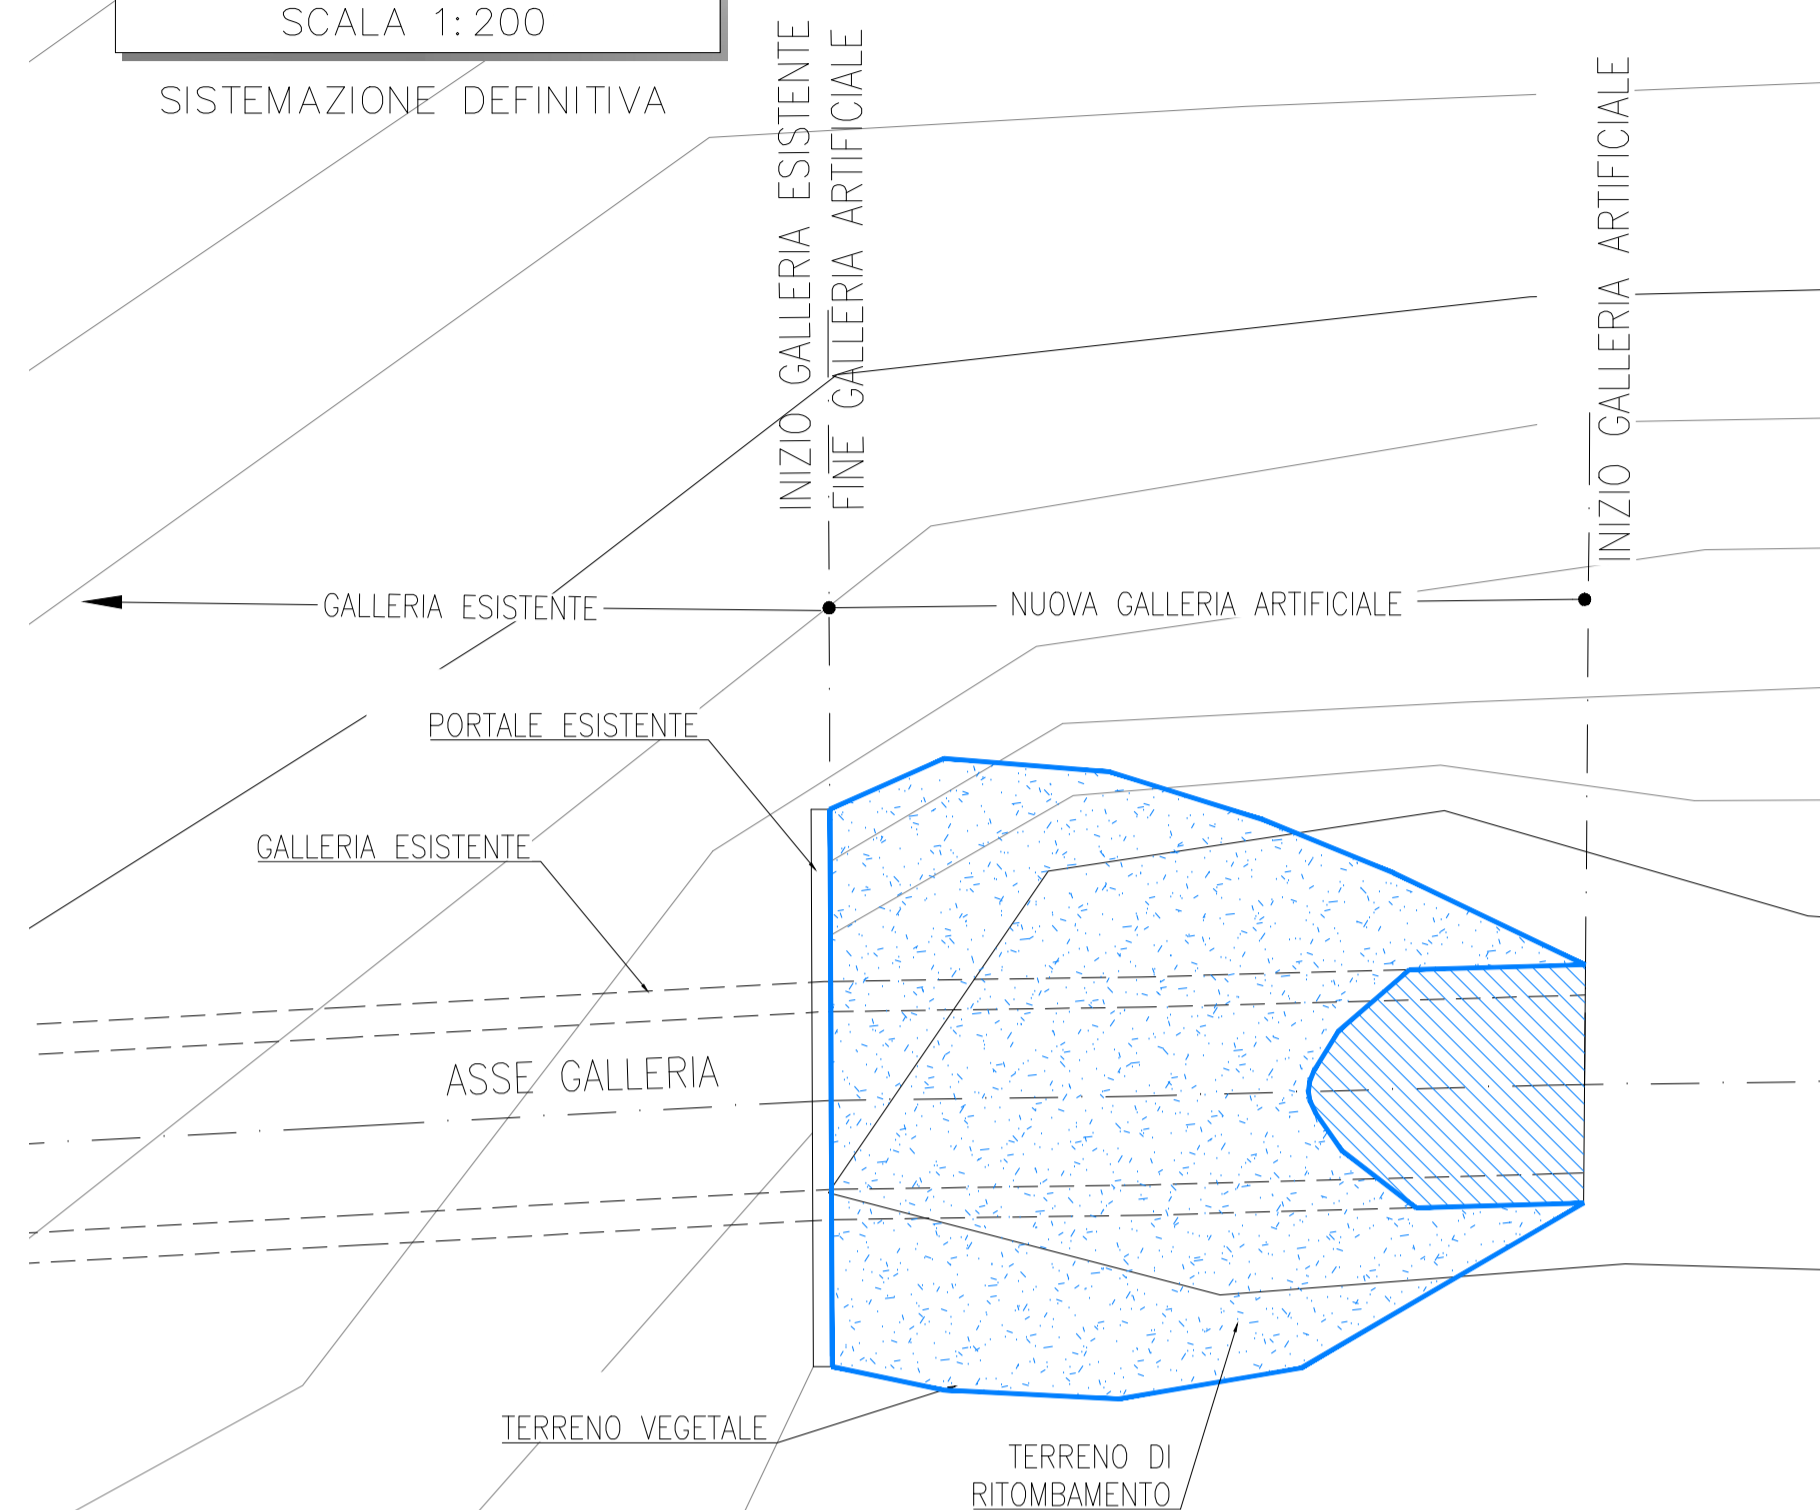 SCALA 1:200
SISTEMAZIONE DEFINITIVA
INIZIO GALLERIA ESISTENTE
FINE GALLERIA ARTIFICIALE
INIZIO GALLERIA ARTIFICIALE
GALLERIA ESISTENTE
NUOVA GALLERIA ARTIFICIALE
PORTALE ESISTENTE
GALLERIA ESISTENTE
ASSE GALLERIA
TERRENO VEGETALE
TERRENO DI
RITOMBAMENTO